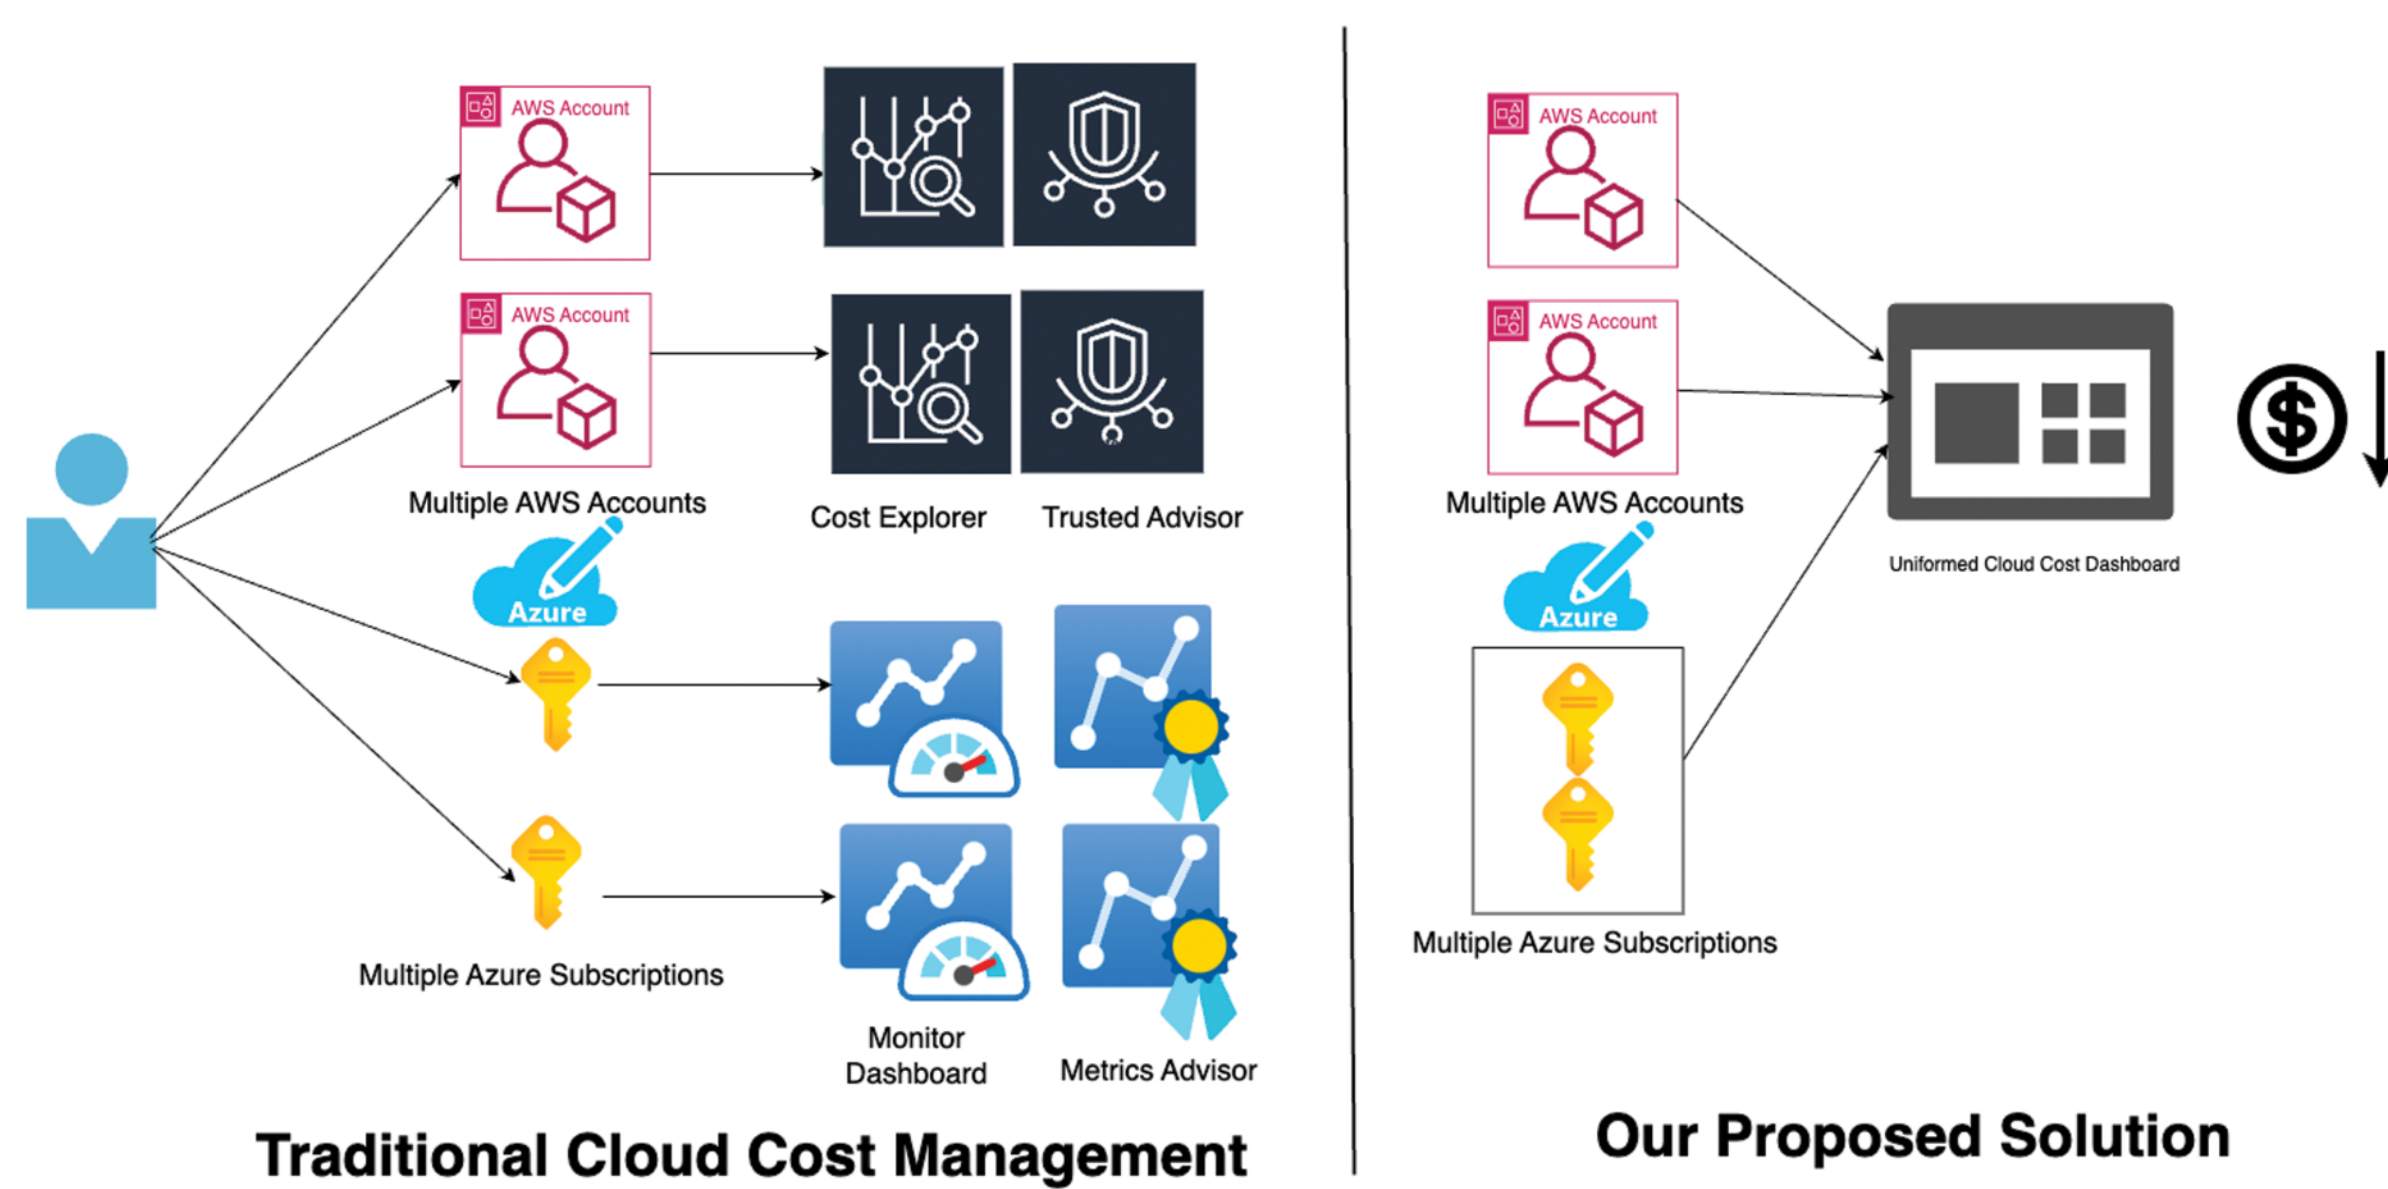 AWS Account
AWS Account
Multiple AWS Accounts
Cost Explorer
Trusted Advisor
Azure
Multiple Azure Subscriptions
Monitor
Dashboard
Metrics Advisor
Traditional Cloud Cost Management
AWS Account
AWS Account
Multiple AWS Accounts
Azure
Multiple Azure Subscriptions
Uniformed Cloud Cost Dashboard
$
Our Proposed Solution